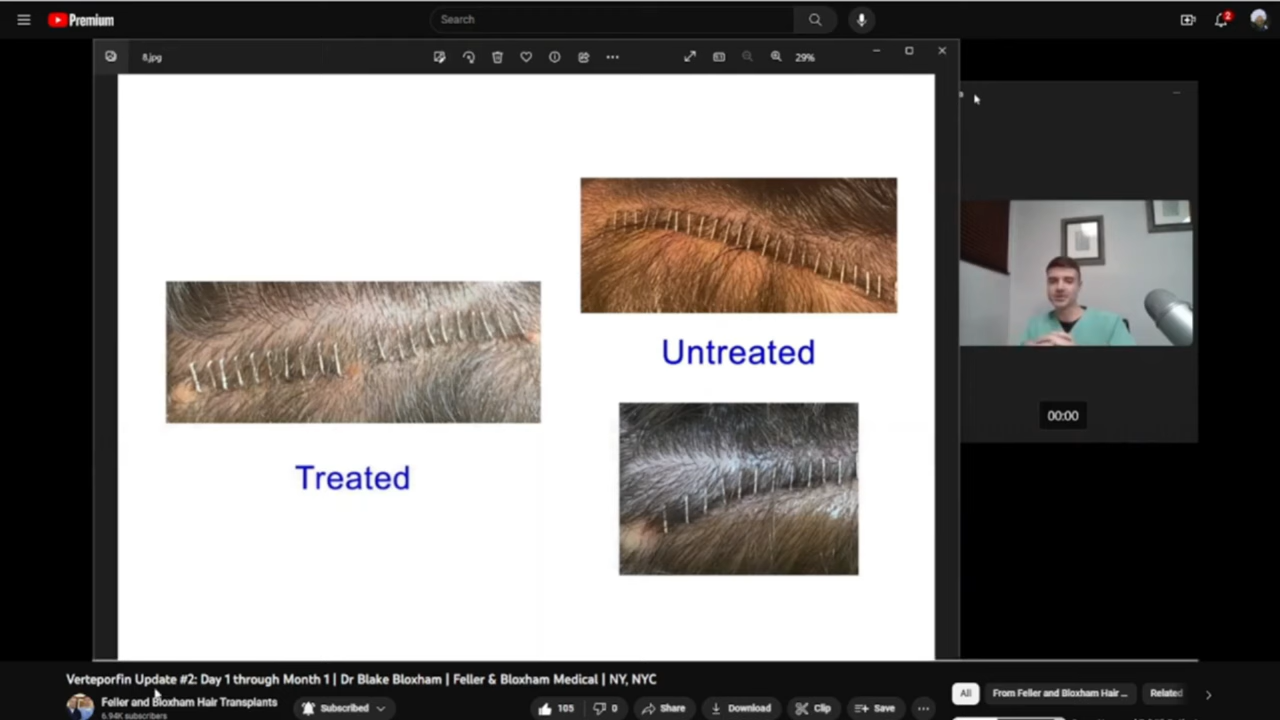 Premium
Search
2
8.jpg
29%
Untreated
Treated
00:00
Verteporfin Update #2: Day 1 through Month 1 | Dr Blake Bloxham | Feller & Bloxham Medical | NY, NYC
Feller and Bloxham Hair Transplants
6.94K subscribers
Subscribed
105
0
Share
Download
Clip
Save
All
From Feller and Bloxham Hair ...
Related